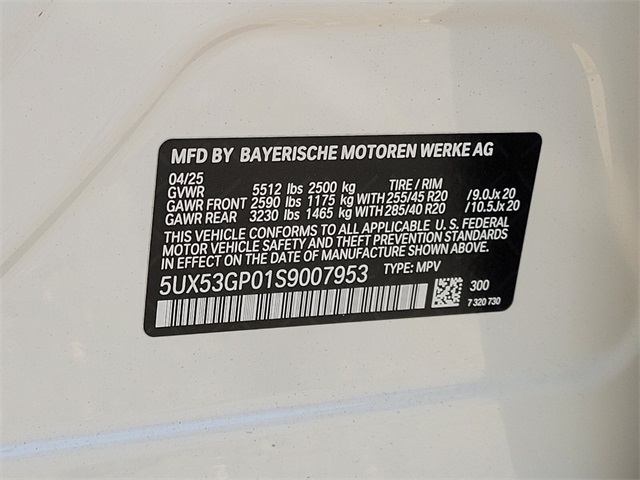 MFD BY BAYERISCHE MOTOREN WERKE AG
04/25
GVWR 5512 lbs 2500 kg TIRE / RIM
GAWR FRONT 2590 lbs 1175 kg WITH 255/45 R20 /9.0Jx20
GAWR REAR 3230 lbs 1465 kg WITH 285/40 R20 /10.5Jx20
THIS VEHICLE CONFORMS TO ALL APPLICABLE U. S. FEDERAL
MOTOR VEHICLE SAFETY AND THEFT PREVENTION STANDARDS
IN EFFECT ON THE DATE OF MANUFACTURE SHOWN ABOVE.
5UX53GP01S9007953 TYPE: MPV
300
7 320 730